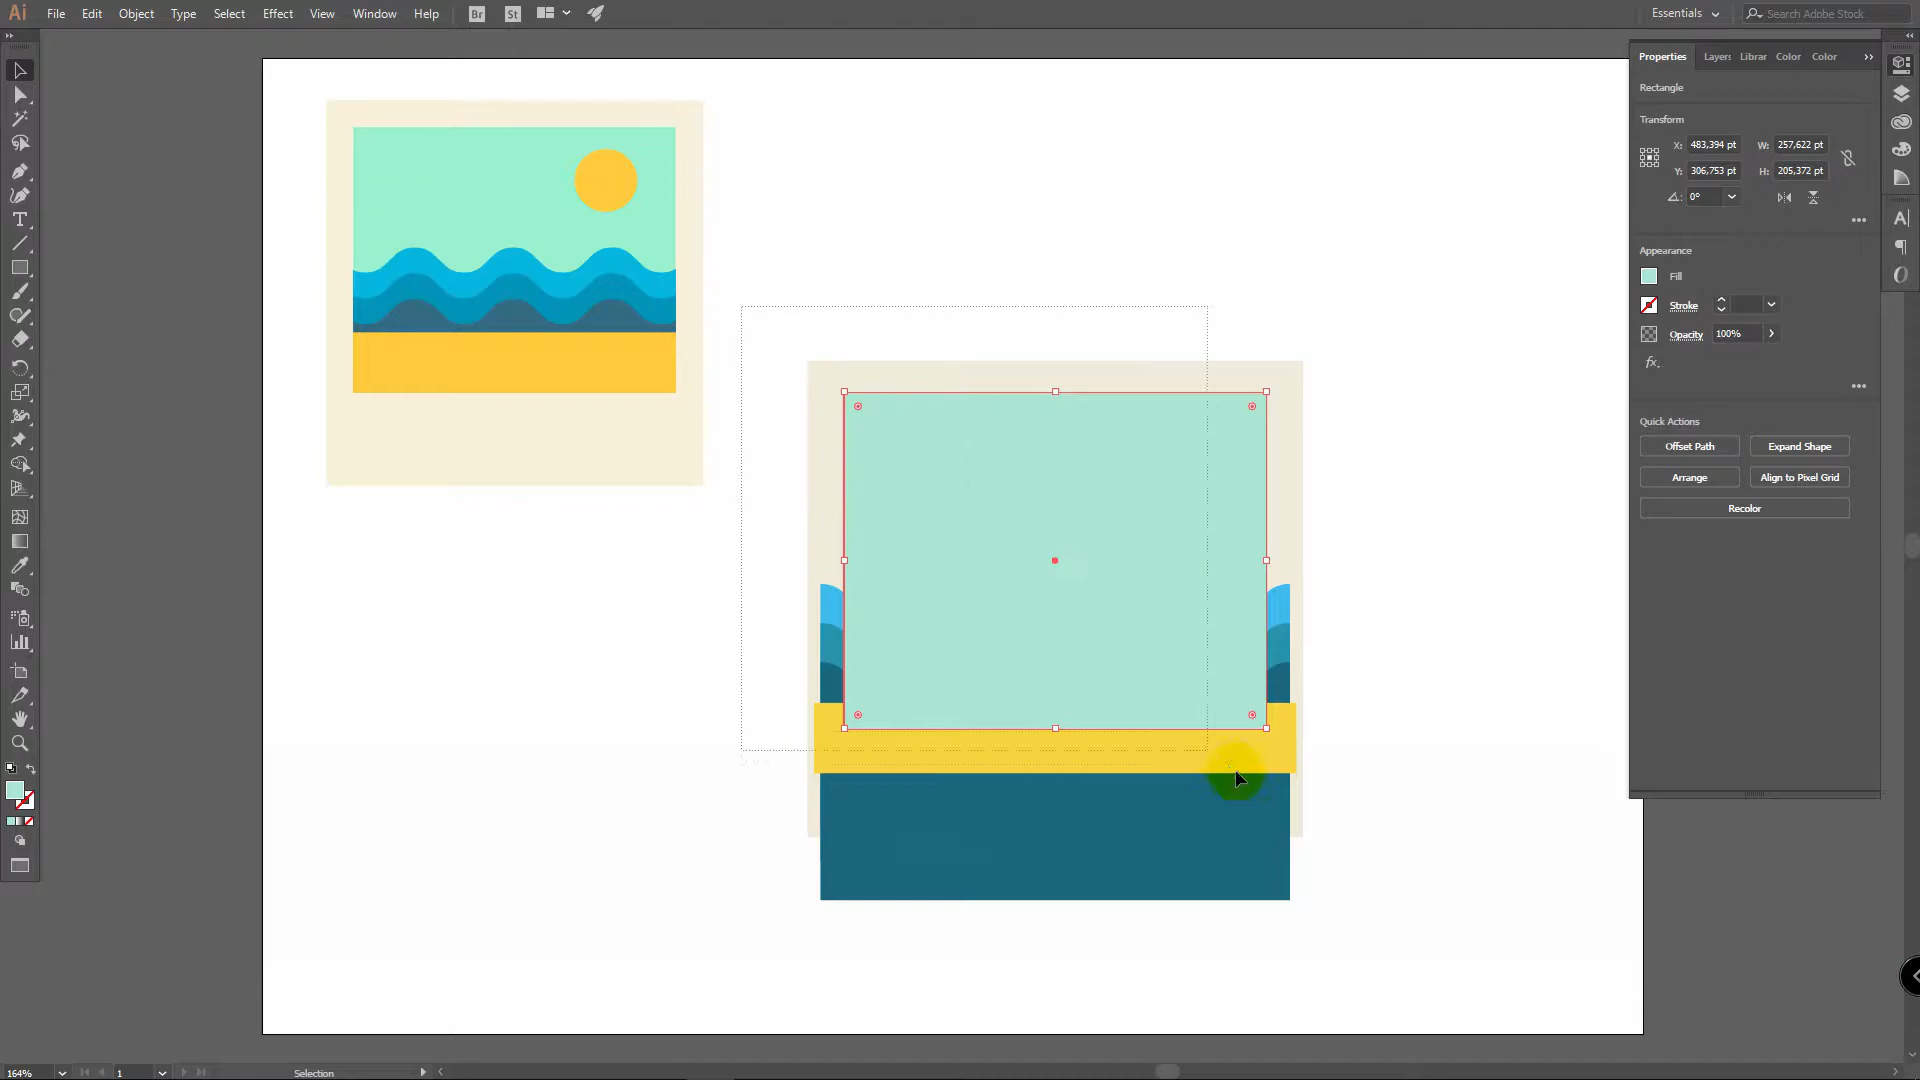 Ai File Edit Object Type Select Effect View Window Help Br St Essentials Search Adobe Stock
Properties Layers Librar Color Color
Rectangle
Transform
X: 483,394 pt W: 257,622 pt
Y: 306,753 pt H: 205,372 pt
0°
Appearance
Fill
Stroke
Opacity 100%
fx.
Quick Actions
Offset Path Expand Shape
Arrange Align to Pixel Grid
Recolor
164% 1 Selection